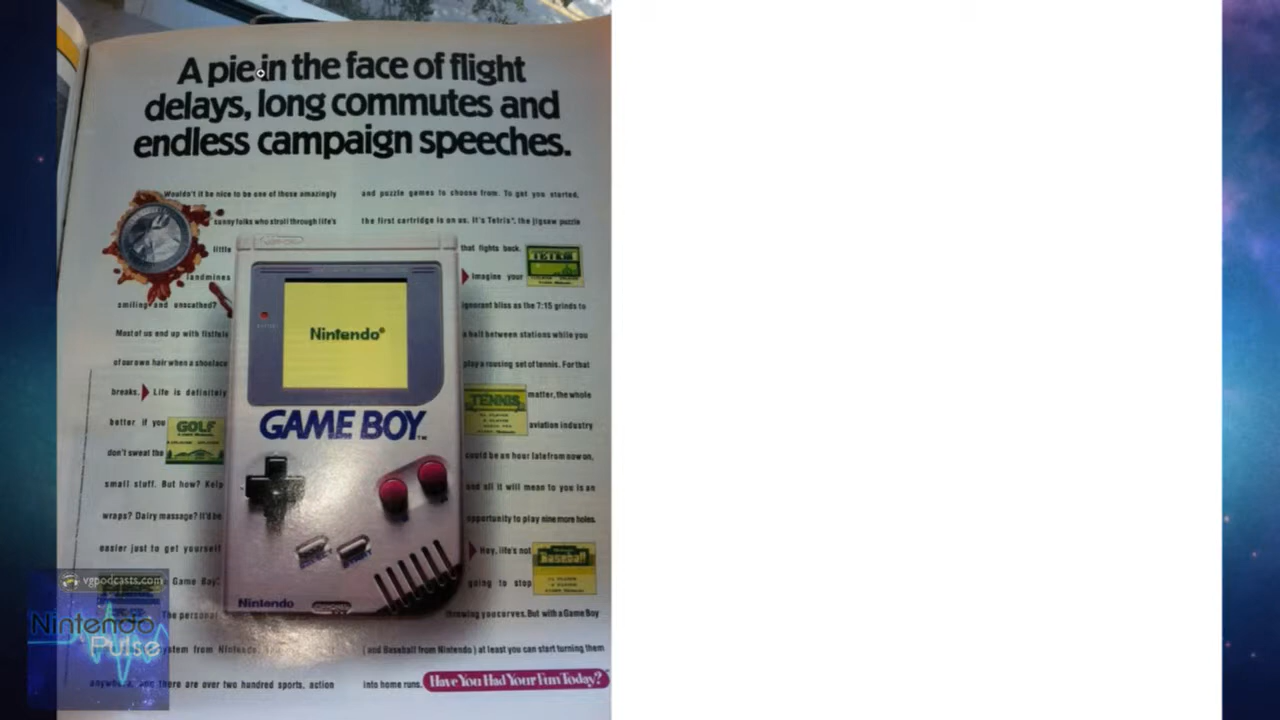 A pie in the face of flight
delays, long commutes and
endless campaign speeches.
Wouldn't it be nice to be one of those amazingly
sunny folks who stroll through life's
little
landmines
smiling and unscathed?
Most of us end up with fistfuls
of our own hair when a shoelace
breaks. Life is definitely
better if you
GOLF
don't sweat the
small stuff. But how? Kelp
wraps? Dairy massage? It'd be
easier just to get yourself
Game Boy
The personal
system from Nintendo
anywhere, and there are over two hundred sports, action
and puzzle games to choose from. To get you started,
the first cartridge is on us. It's Tetris™: the jigsaw puzzle
that fights back.
TETRIS
Imagine your
ignorant bliss as the 7:15 grinds to
a halt between stations while you
play a rousing set of tennis. For that
TENNIS
matter, the whole
aviation industry
could be an hour late from now on,
and all it will mean to you is an
opportunity to play nine more holes.
Hey, life's not
Baseball
going to stop
throwing you curves. But with a Game Boy
(and Baseball from Nintendo) at least you can start turning them
into home runs.
Have You Had Your Fun Today?
Nintendo®
GAME BOY™
SELECT
START
Nintendo
vgpodcasts.com
Nintendo
Pulse